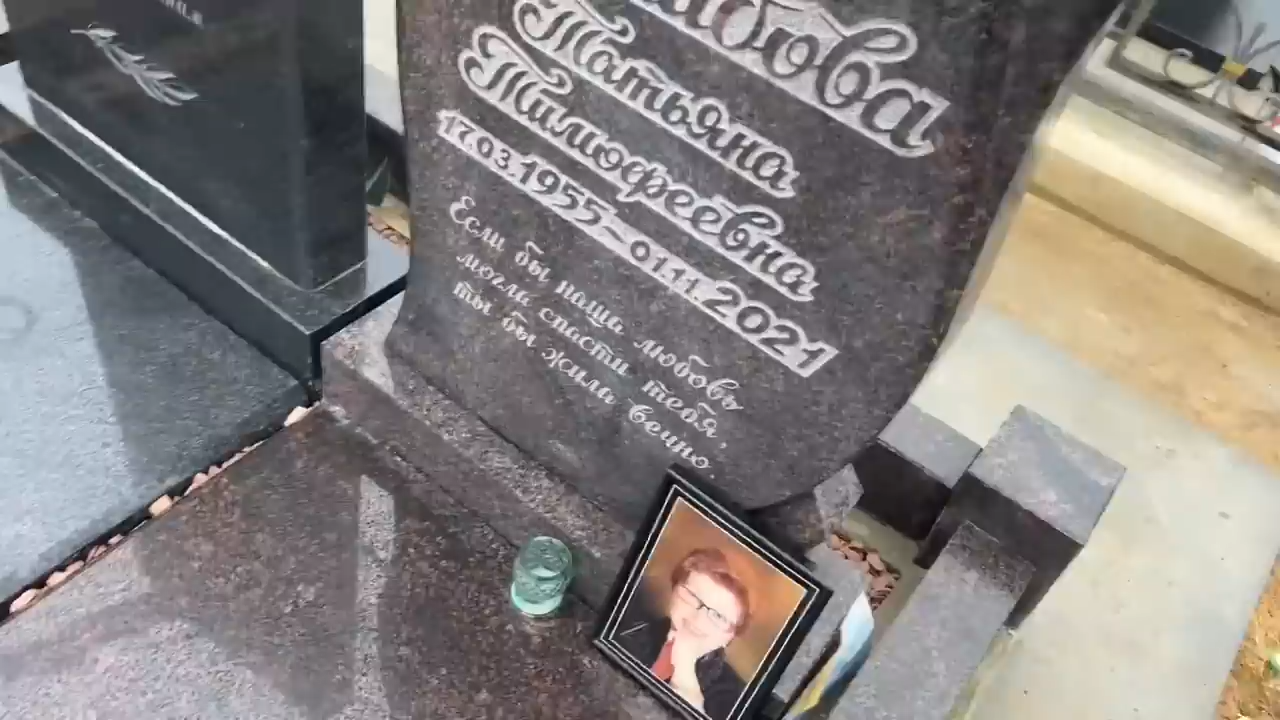 Татьяна
Тимофеевна
17.03.1955–01.11.2021
Если бы наша любовь
могла спасти тебя,
ты бы жила вечно